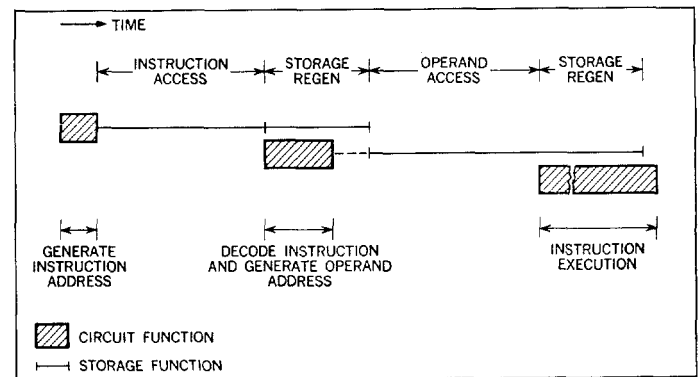 TIME
INSTRUCTION
ACCESS
STORAGE
REGEN
OPERAND
ACCESS
STORAGE
REGEN
GENERATE
INSTRUCTION
ADDRESS
DECODE INSTRUCTION
AND GENERATE OPERAND
ADDRESS
INSTRUCTION
EXECUTION
CIRCUIT FUNCTION
STORAGE FUNCTION